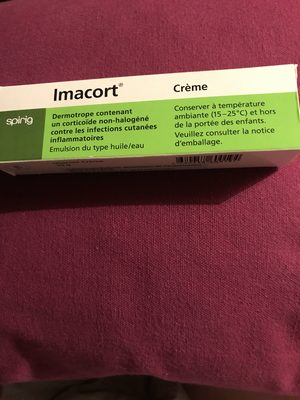 Imacort®
Crème
spirig
Dermotrope contenant
un corticoïde non-halogéné
contre les infections cutanées
inflammatoires
Emulsion du type huile/eau
Conserver à température
ambiante (15–25°C) et hors
de la portée des enfants.
Veuillez consulter la notice
d'emballage.